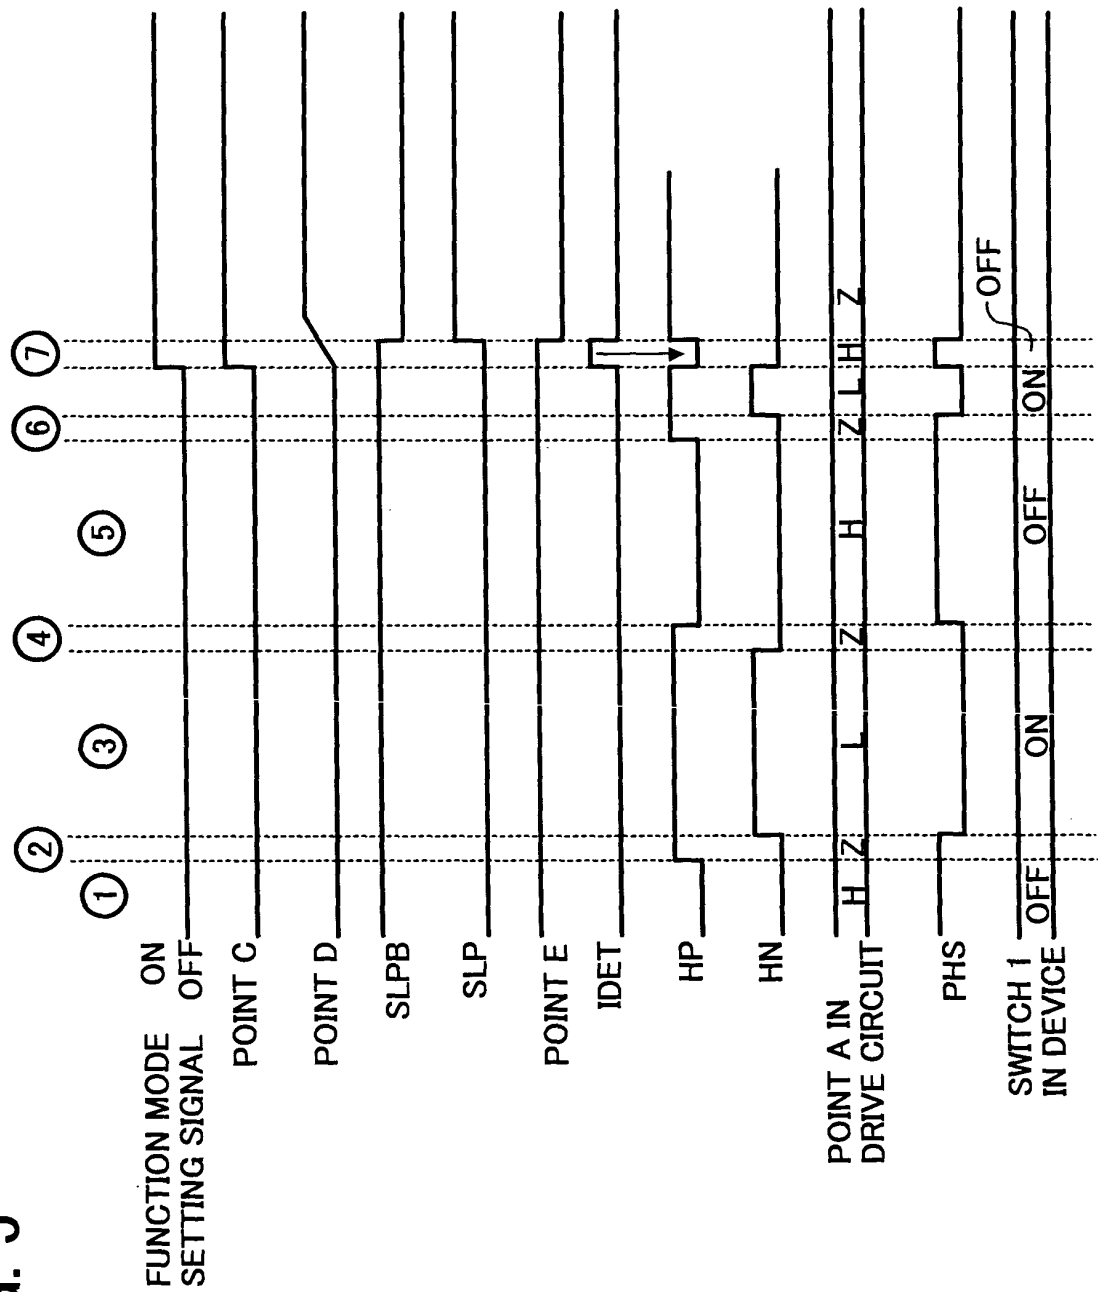 ① ② ③ ④ ⑤ ⑥ ⑦
FUNCTION MODE ON
SETTING SIGNAL OFF
POINT C
POINT D
SLPB
SLP
POINT E
IDET
HP
HN
POINT A IN
DRIVE CIRCUIT
H Z L Z H Z L H Z
PHS
SWITCH 1
IN DEVICE
OFF ON OFF ON OFF